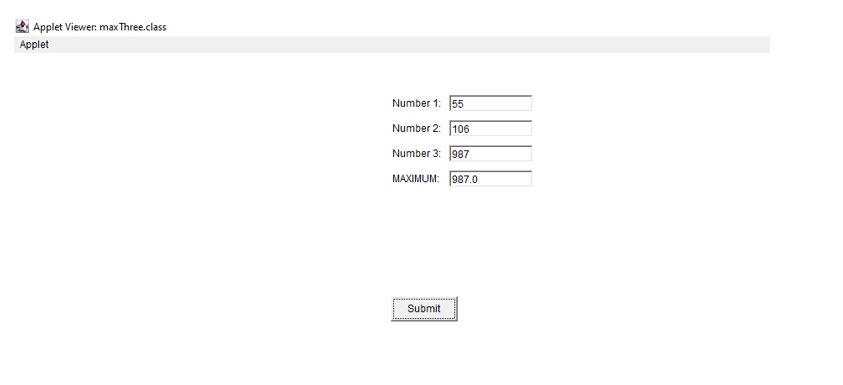 Applet Viewer: maxThree.class
Applet
Number 1: 55
Number 2: 106
Number 3: 987
MAXIMUM: 987.0
Submit